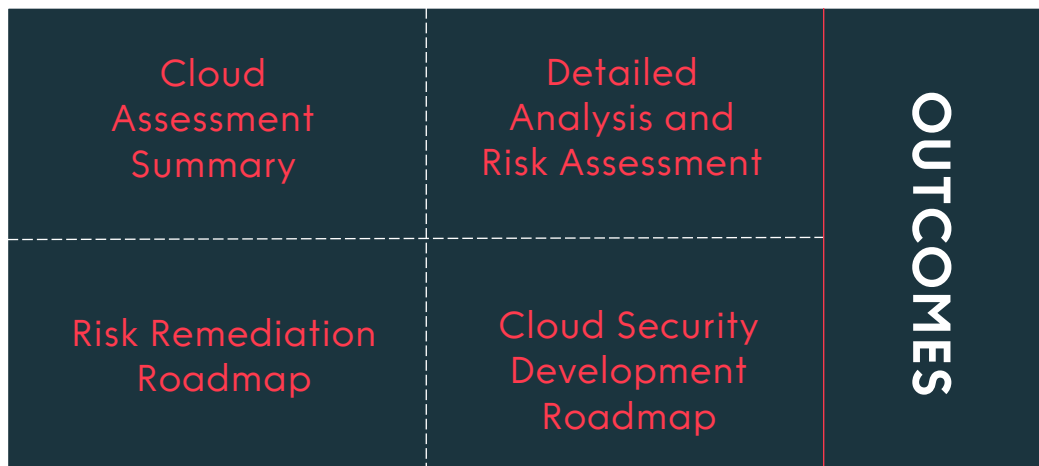 Cloud
Assessment
Summary
Detailed
Analysis and
Risk Assessment
Risk Remediation
Roadmap
Cloud Security
Development
Roadmap
OUTCOMES